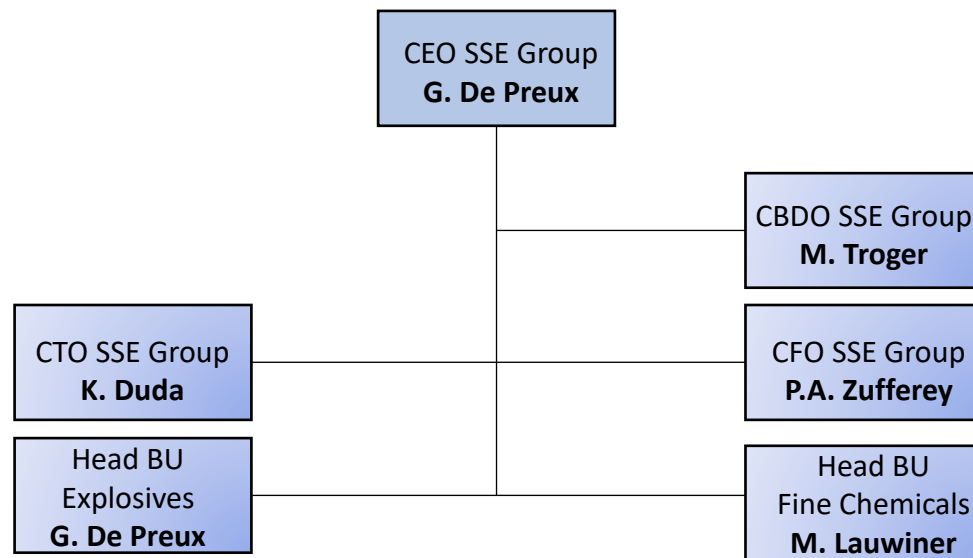 CEO SSE Group
G. De Preux
CBDO SSE Group
M. Troger
CTO SSE Group
K. Duda
CFO SSE Group
P.A. Zufferey
Head BU
Explosives
G. De Preux
Head BU
Fine Chemicals
M. Lauwiner